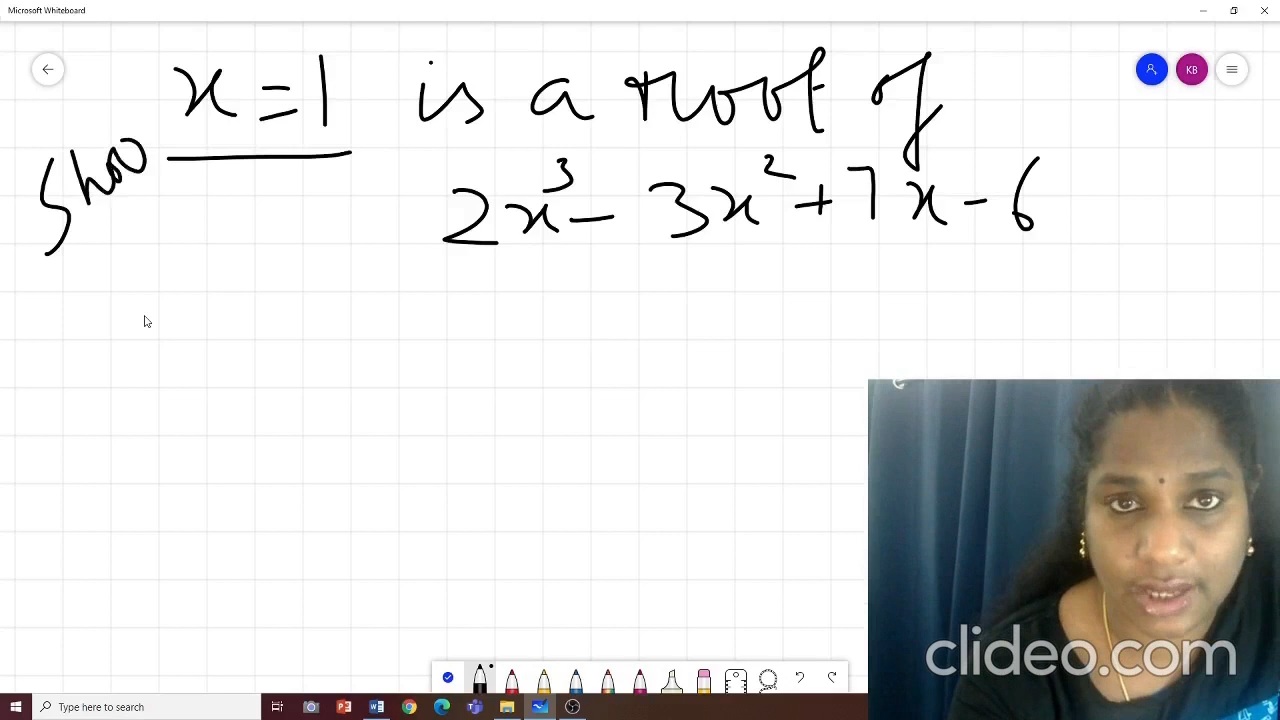 Microsoft Whiteboard
x = 1 is a root of
Show
2x³ - 3x² + 7x - 6
KB
clideo.com
Type here to search